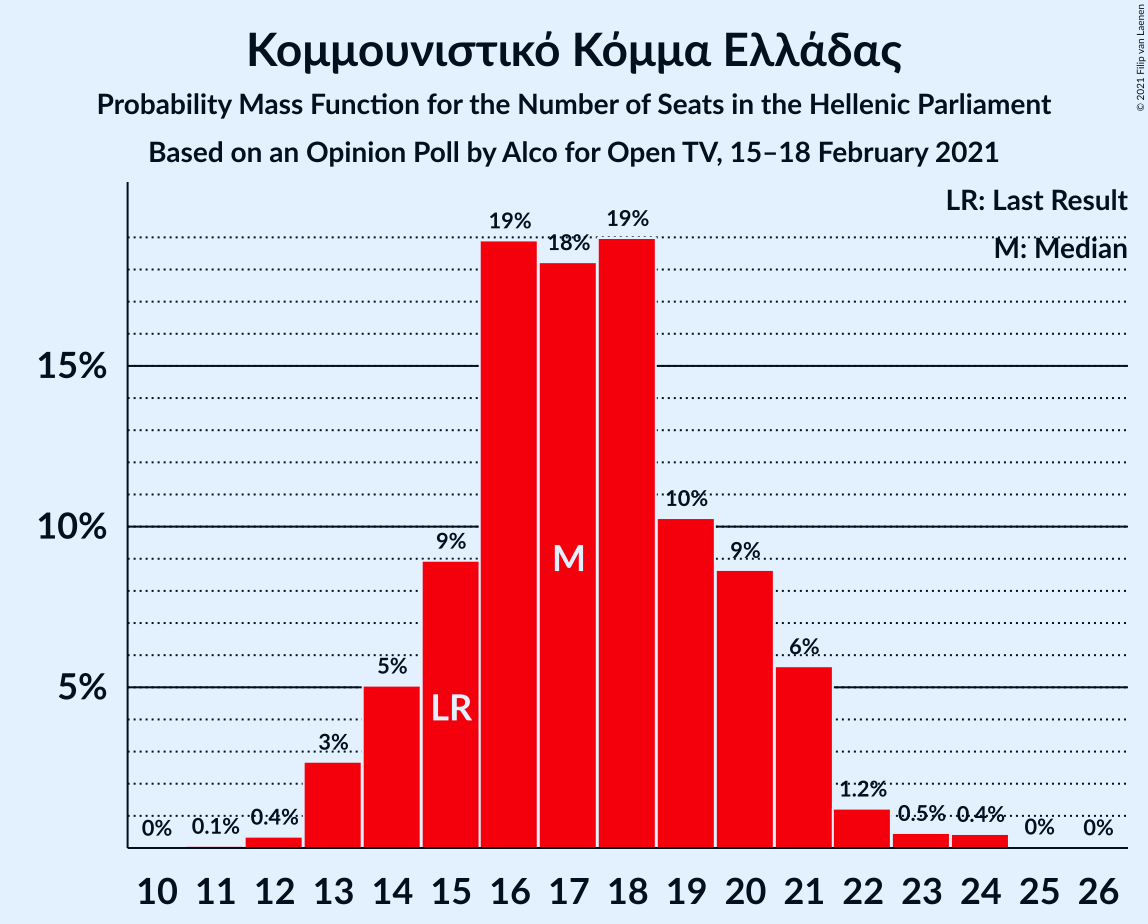 Κομμουνιστικό Κόμμα Ελλάδας
Probability Mass Function for the Number of Seats in the Hellenic Parliament
Based on an Opinion Poll by Alco for Open TV, 15–18 February 2021
© 2021 Filip van Laenen
LR: Last Result
M: Median
15%
10%
5%
0% 0.1% 0.4% 3% 5% 9% 19% 18% 19% 10% 9% 6% 1.2% 0.5% 0.4% 0% 0%
LR M
10 11 12 13 14 15 16 17 18 19 20 21 22 23 24 25 26